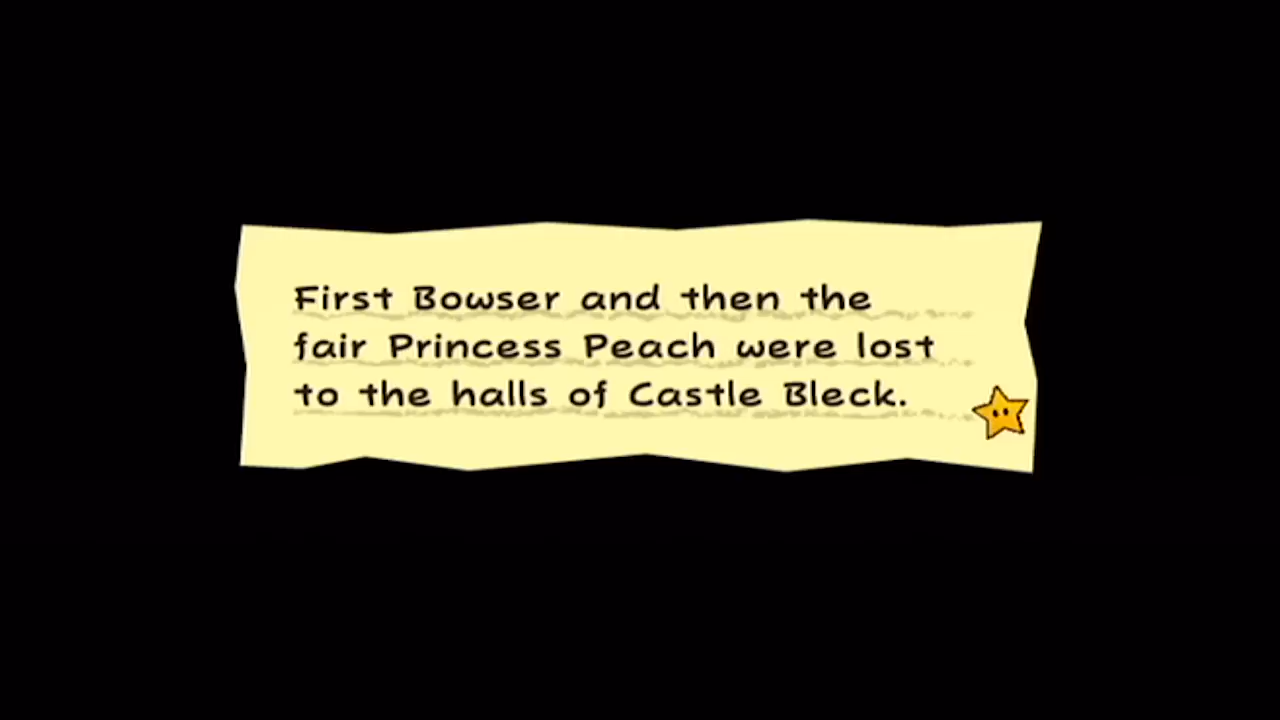 First Bowser and then the
fair Princess Peach were lost
to the halls of Castle Bleck.